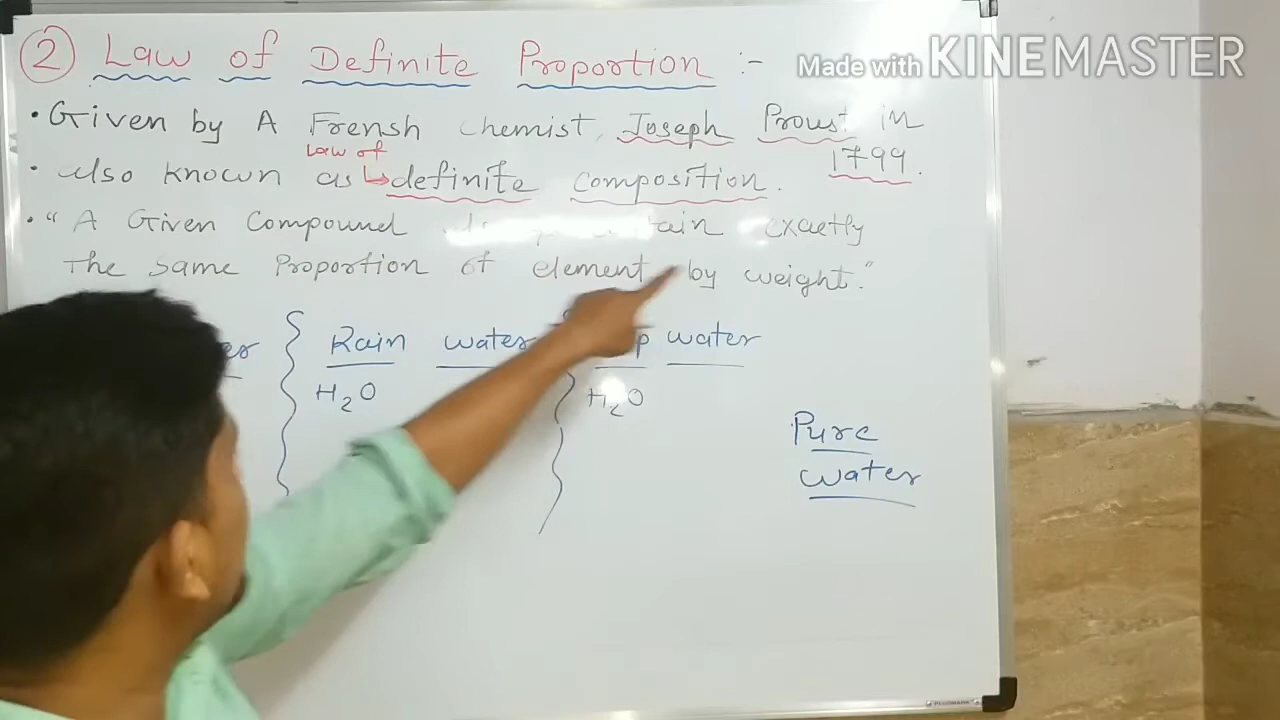 2 Law of Definite Proportion :-
Made with KINEMASTER
• Given by A Frensh chemist, Joseph Proust in 1799.
law of
• also known as ↳ definite composition.
• " A Given Compound tain exactly
the same Proportion of element by weight."
er Rain water p water
H2O H2O
Pure
water